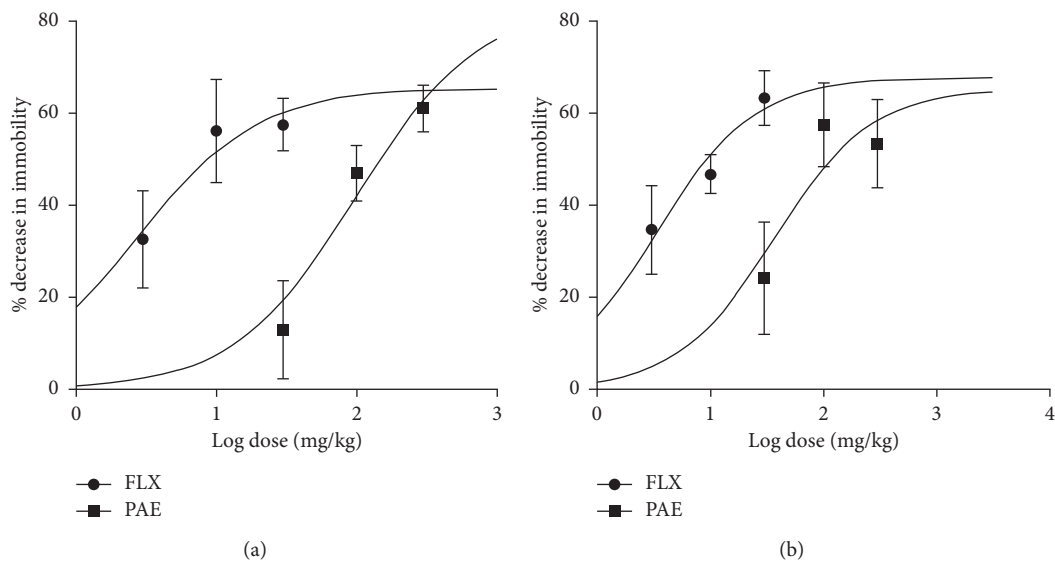 % decrease in immobility
80
60
40
20
0
0 1 2 3
Log dose (mg/kg)
FLX
PAE
(a)
% decrease in immobility
80
60
40
20
0
0 1 2 3 4
Log dose (mg/kg)
FLX
PAE
(b)